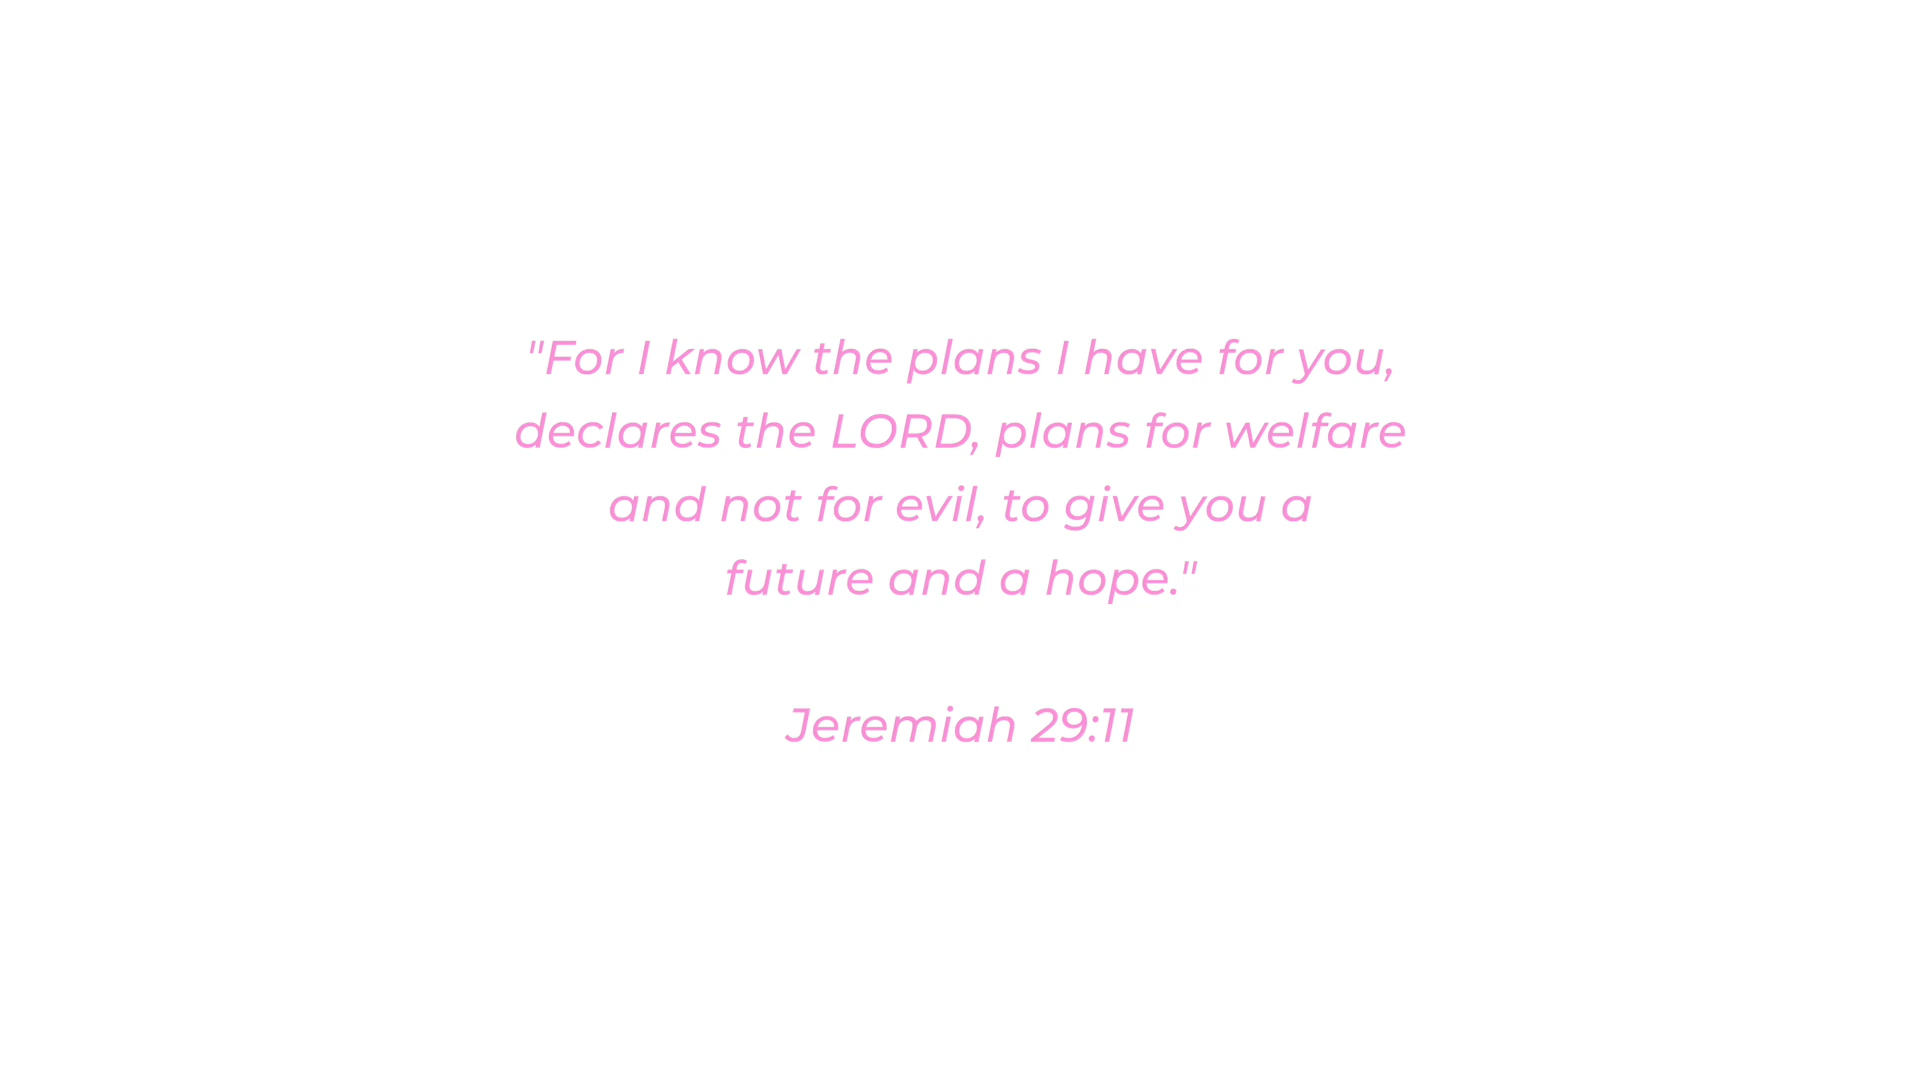 "For I know the plans I have for you,
declares the LORD, plans for welfare
and not for evil, to give you a
future and a hope."
Jeremiah 29:11